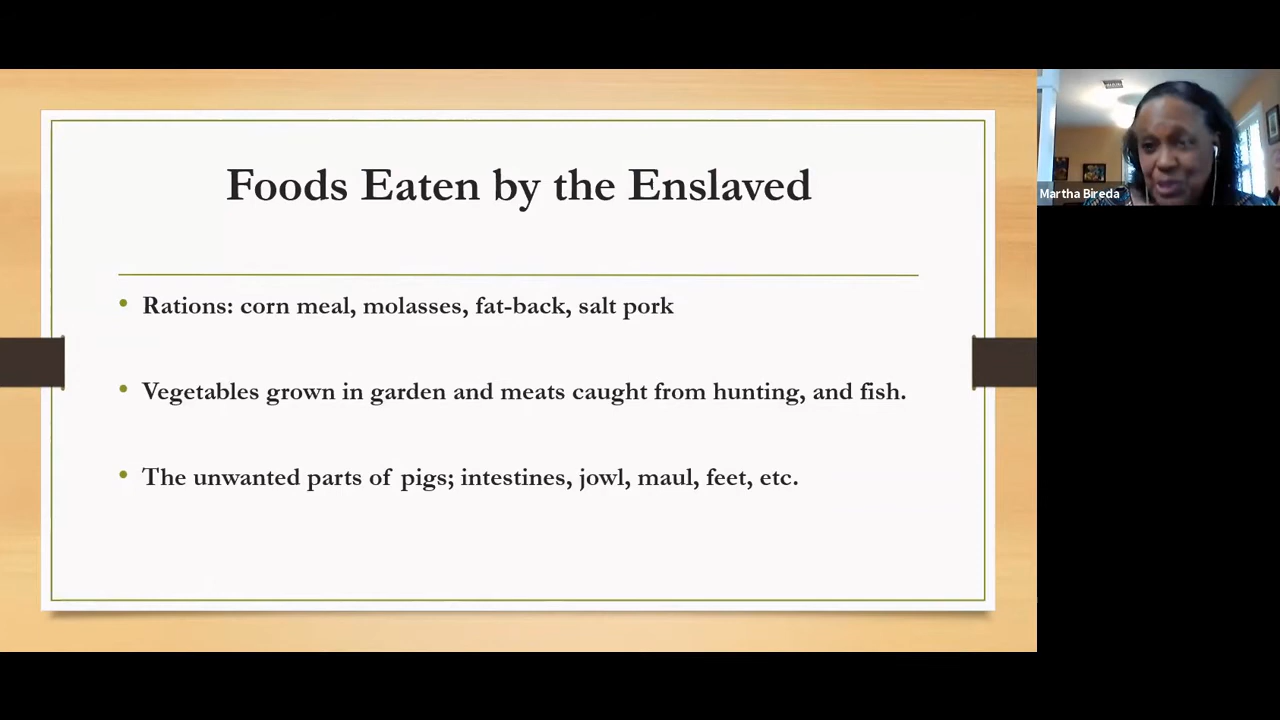 Foods Eaten by the Enslaved
• Rations: corn meal, molasses, fat-back, salt pork
• Vegetables grown in garden and meats caught from hunting, and fish.
• The unwanted parts of pigs; intestines, jowl, maul, feet, etc.
Martha Bireda